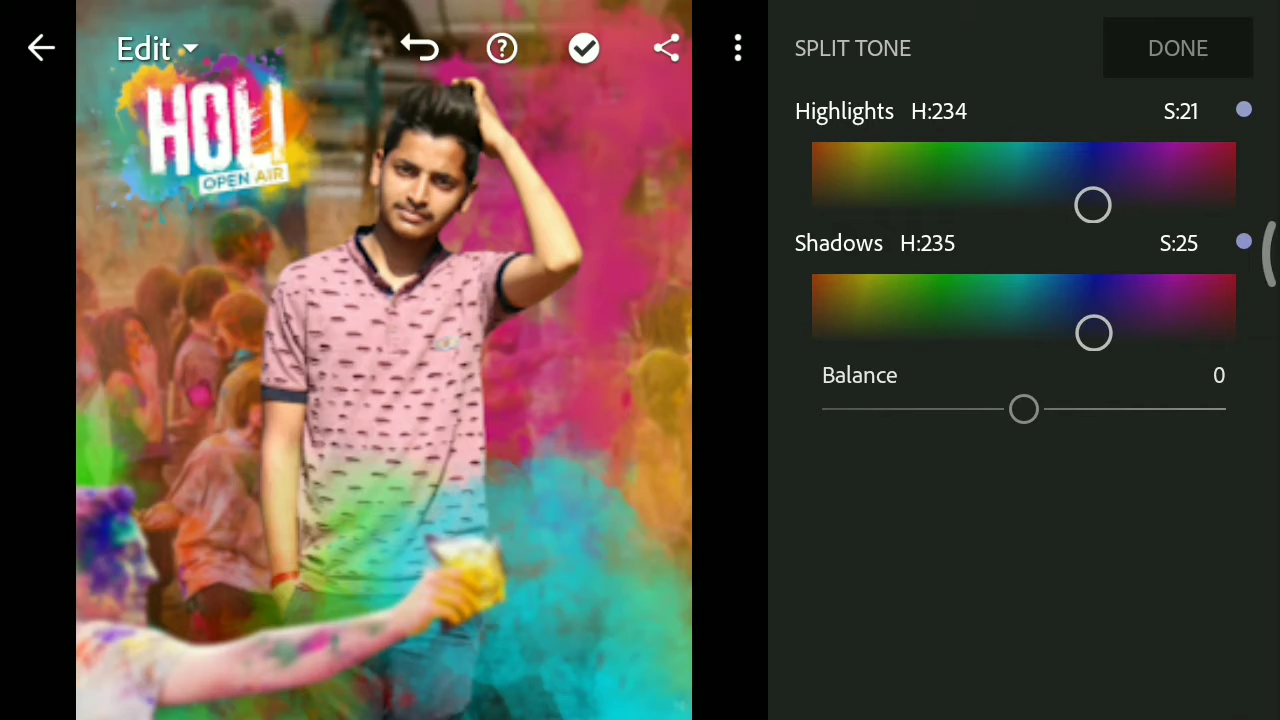 Edit
SPLIT TONE
DONE
Highlights H:234 S:21
Shadows H:235 S:25
Balance 0
HOLI
OPEN AIR